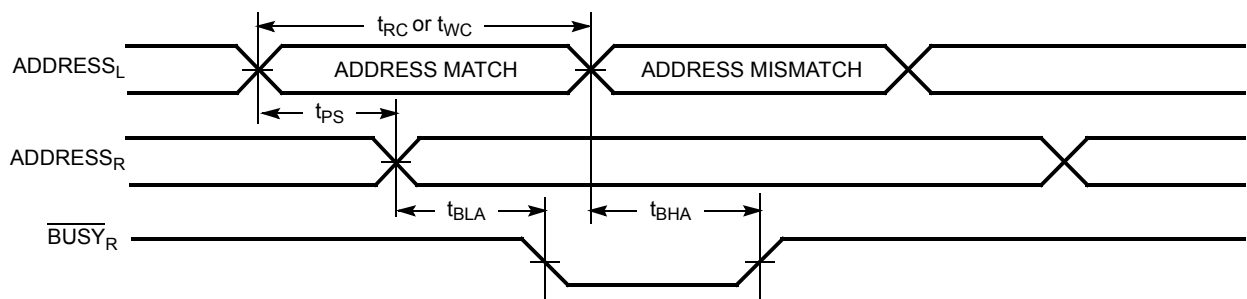 tRC or tWC
ADDRESSL
ADDRESS MATCH
ADDRESS MISMATCH
tPS
ADDRESSR
tBLA
tBHA
BUSYR